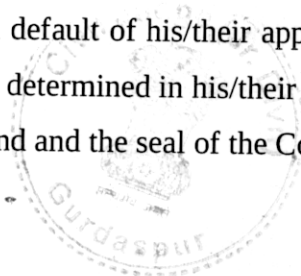 default of his/their app
determined in his/their
nd and the seal of the Co
Gurdaspur